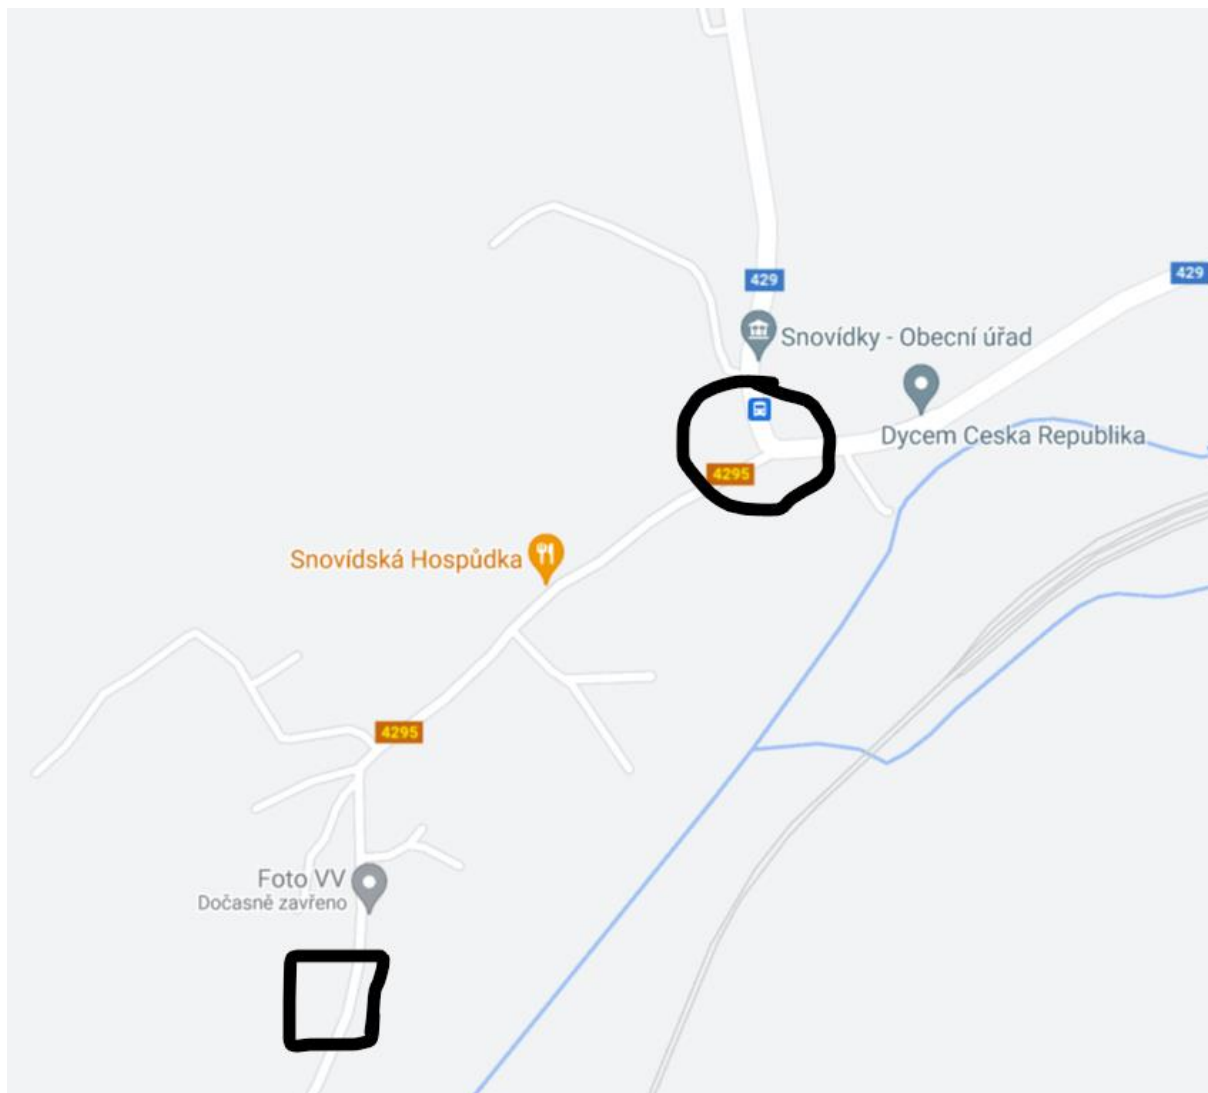 429
429
Snovídky - Obecní úřad
Dycem Ceska Republika
4295
Snovídská Hospůdka
4295
Foto VV
Dočasně zavřeno